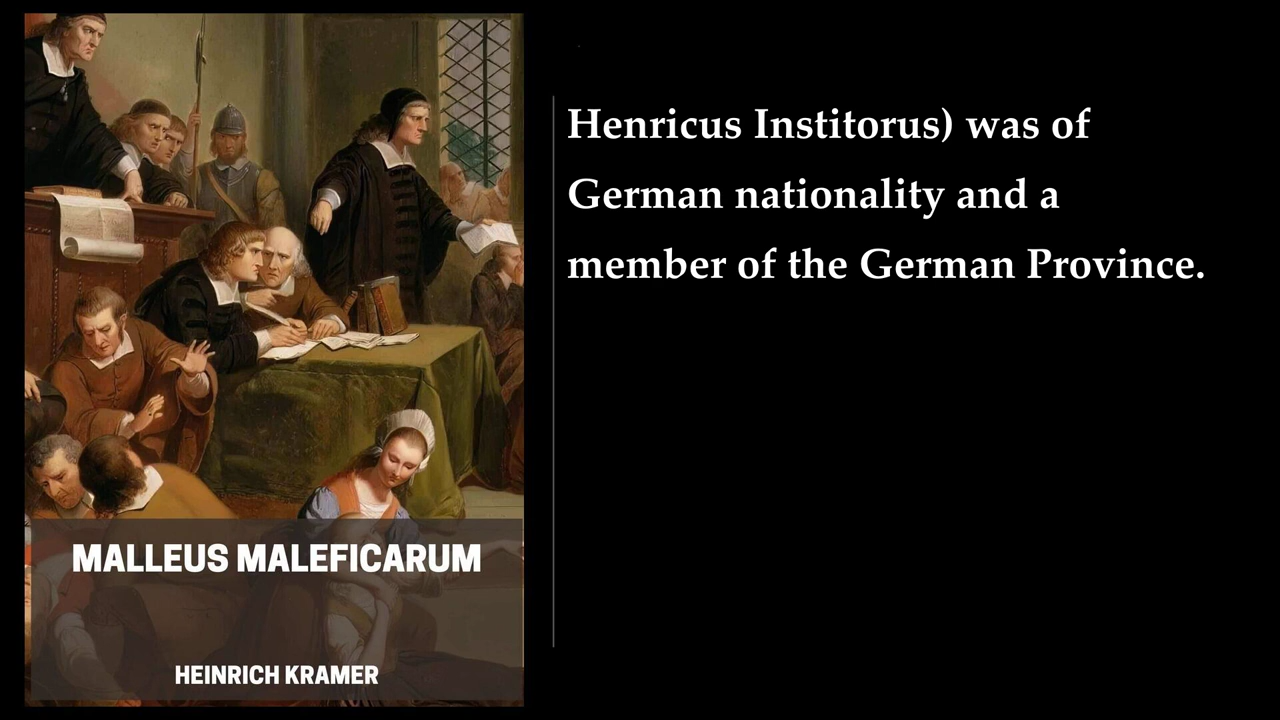 MALLEUS MALEFICARUM
HEINRICH KRAMER
Henricus Institorus) was of
German nationality and a
member of the German Province.